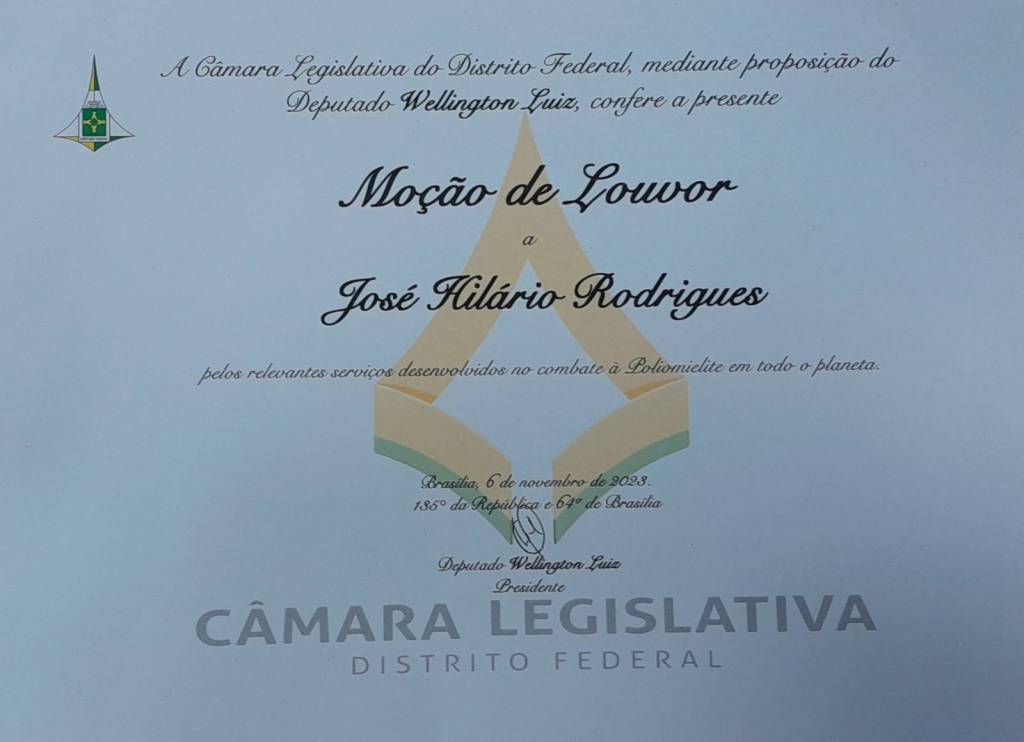 A Câmara Legislativa do Distrito Federal, mediante proposição do
Deputado Wellington Luiz, confere a presente
Moção de Louvor
a
José Hilário Rodrigues
pelos relevantes serviços desenvolvidos no combate à Poliomielite em todo o planeta.
Brasília, 6 de novembro de 2023.
135º da República e 64º de Brasília
Deputado Wellington Luiz
Presidente
CÂMARA LEGISLATIVA
DISTRITO FEDERAL